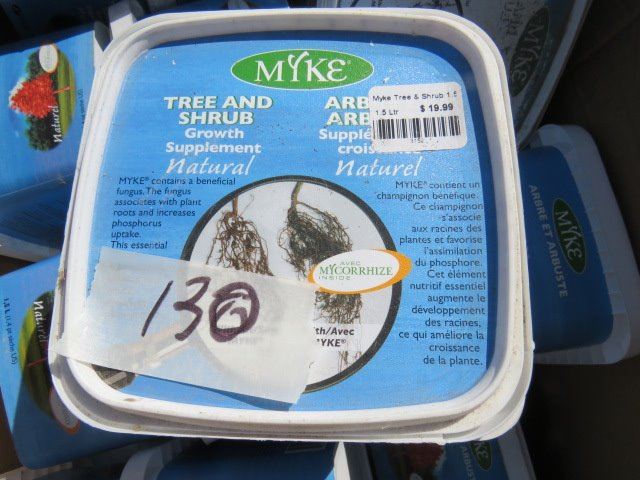 MYKE®
TREE AND
SHRUB
Growth
Supplement
Natural
MYKE® contains a beneficial
fungus. The fungus
associates with plant
roots and increases
phosphorus
uptake.
This essential
130
ARB
ARB
Supplé
crois
Naturel
Myke Tree & Shrub 1.5
1.5 Ltr $ 19.99
MYKE® contient un
champignon bénéfique.
Ce champignon
s'associe
aux racines des
plantes et favorise
l'assimilation
du phosphore.
Cet élément
nutritif essentiel
augmente le
développement
des racines,
ce qui améliore la
croissance
de la plante.
AVEC
MYCORRHIZE
INSIDE
ith/Avec
MYKE®
Naturel
Naturel
MYKE
ARBRE ET ARBUSTE